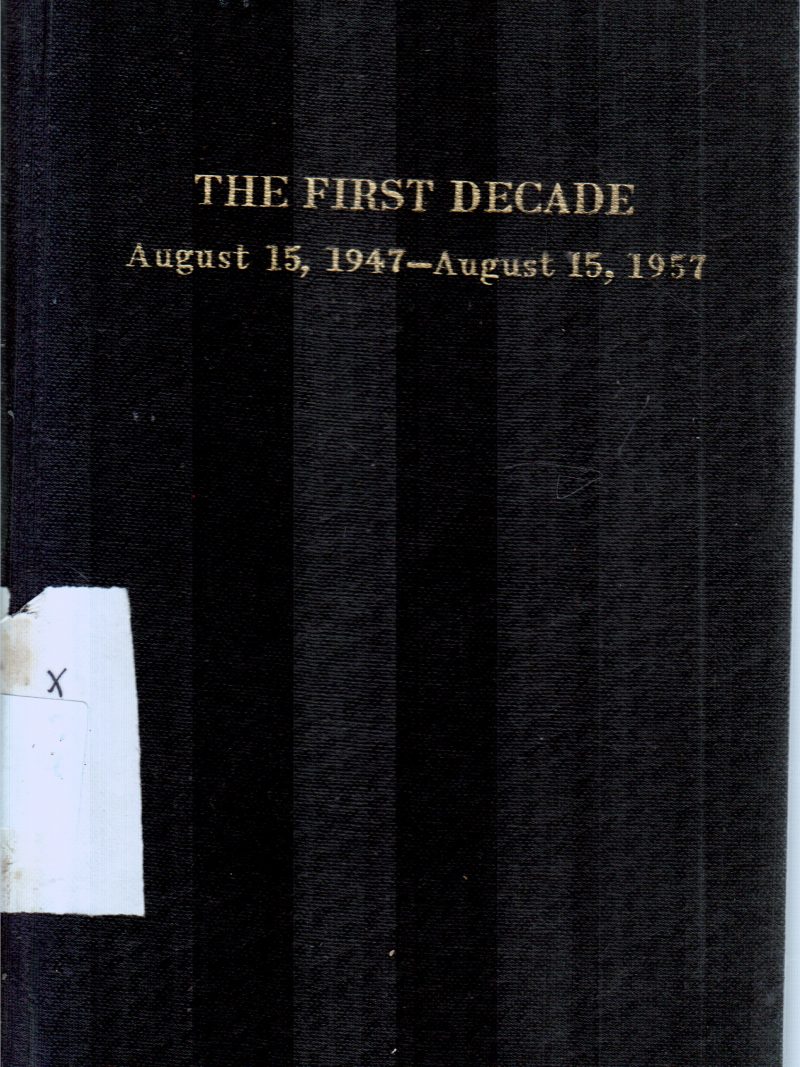 THE FIRST DECADE
August 15, 1947—August 15, 1957
X